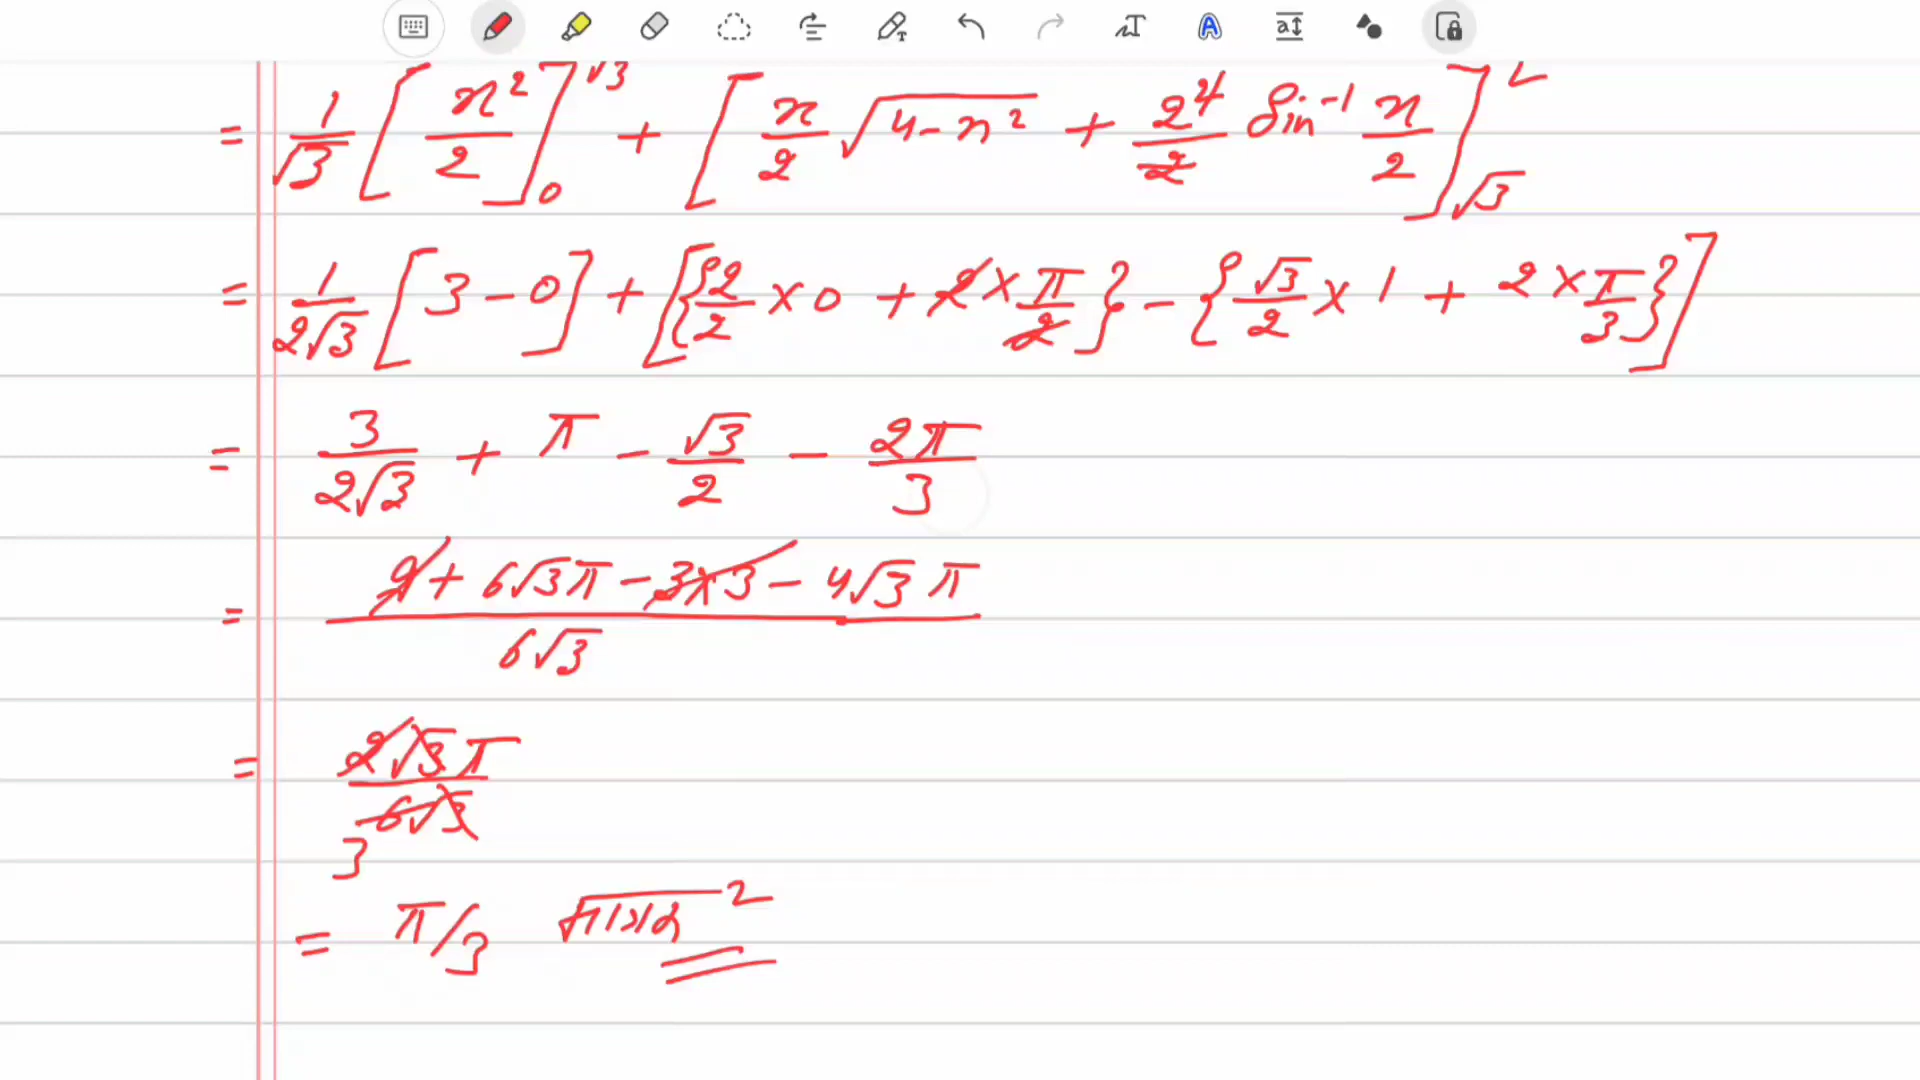 = 1/√3 [x²/2]₀^√3 + [x/2 √(4-x²) + 4/2 sin⁻¹ x/2]_√3^2
= 1/2√3 [3-0] + [{2/2 × 0 + 2 × π/2} - {√3/2 × 1 + 2 × π/3}]
= 3/2√3 + π - √3/2 - 2π/3
= (9 + 6√3π - 3×3 - 4√3π)/6√3
= 2√3π/6√3 3
= π/3